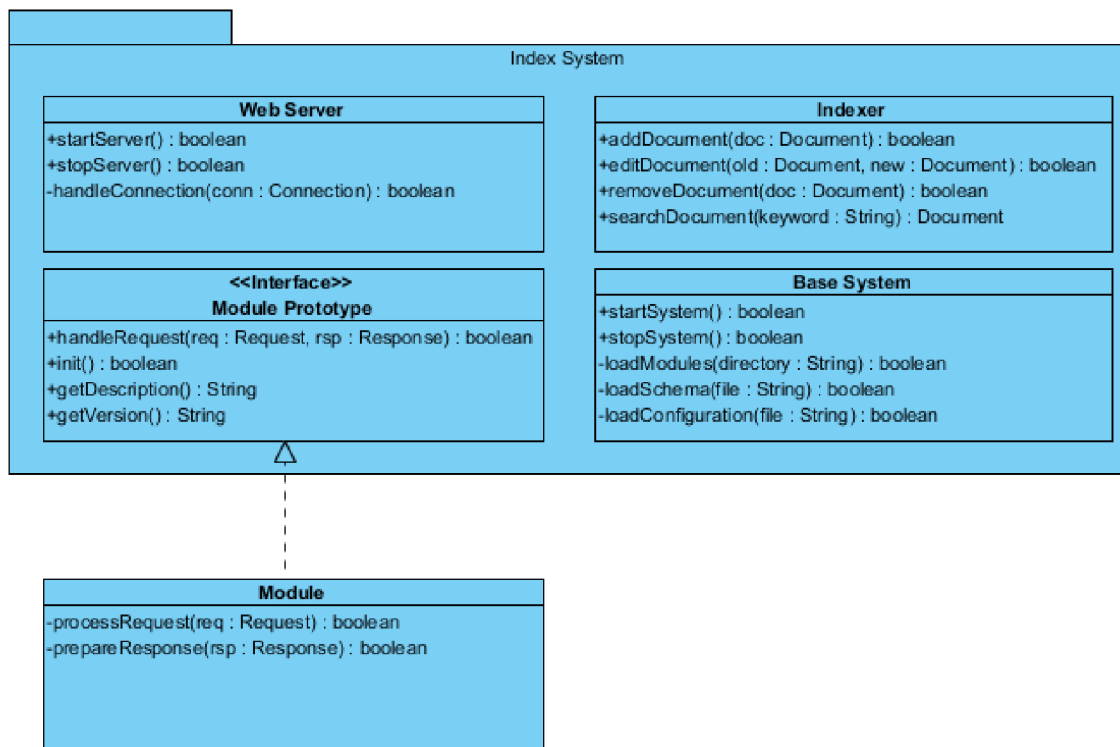 Index System
Web Server
+startServer() : boolean
+stopServer() : boolean
-handleConnection(conn : Connection) : boolean
Indexer
+addDocument(doc : Document) : boolean
+editDocument(old : Document, new : Document) : boolean
+removeDocument(doc : Document) : boolean
+searchDocument(keyword : String) : Document
<<Interface>>
Module Prototype
+handleRequest(req : Request, rsp : Response) : boolean
+init() : boolean
+getDescription() : String
+getVersion() : String
Base System
+startSystem() : boolean
+stopSystem() : boolean
-loadModules(directory : String) : boolean
-loadSchema(file : String) : boolean
-loadConfiguration(file : String) : boolean
Module
-processRequest(req : Request) : boolean
-prepareResponse(rsp : Response) : boolean